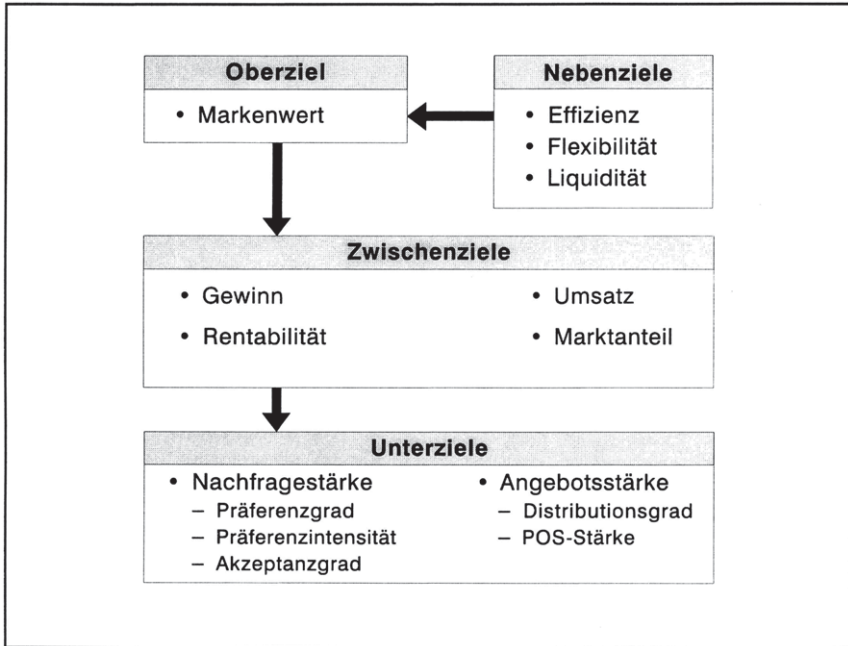 Oberziel
• Markenwert
Nebenziele
• Effizienz
• Flexibilität
• Liquidität
Zwischenziele
• Gewinn
• Rentabilität
• Umsatz
• Marktanteil
Unterziele
• Nachfragestärke
– Präferenzgrad
– Präferenzintensität
– Akzeptanzgrad
• Angebotsstärke
– Distributionsgrad
– POS-Stärke